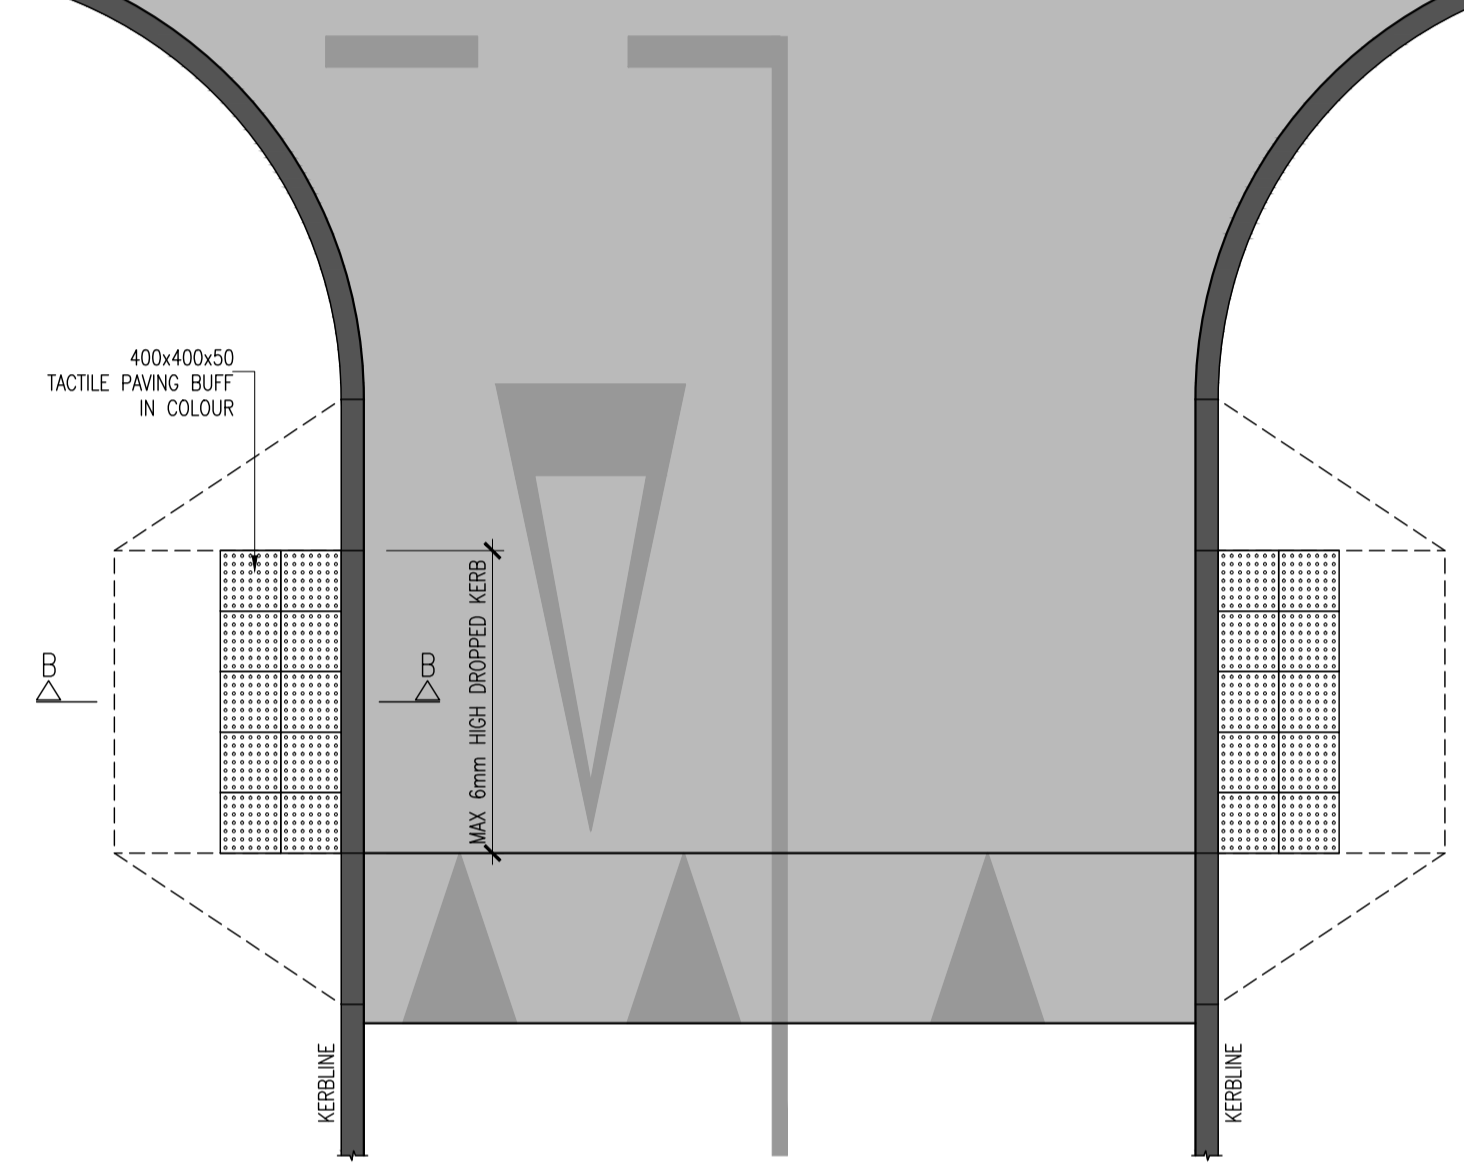 400x400x50
TACTILE PAVING BUFF
IN COLOUR
B
B
MAX 6mm HIGH DROPPED KERB
KERBLINE
KERBLINE